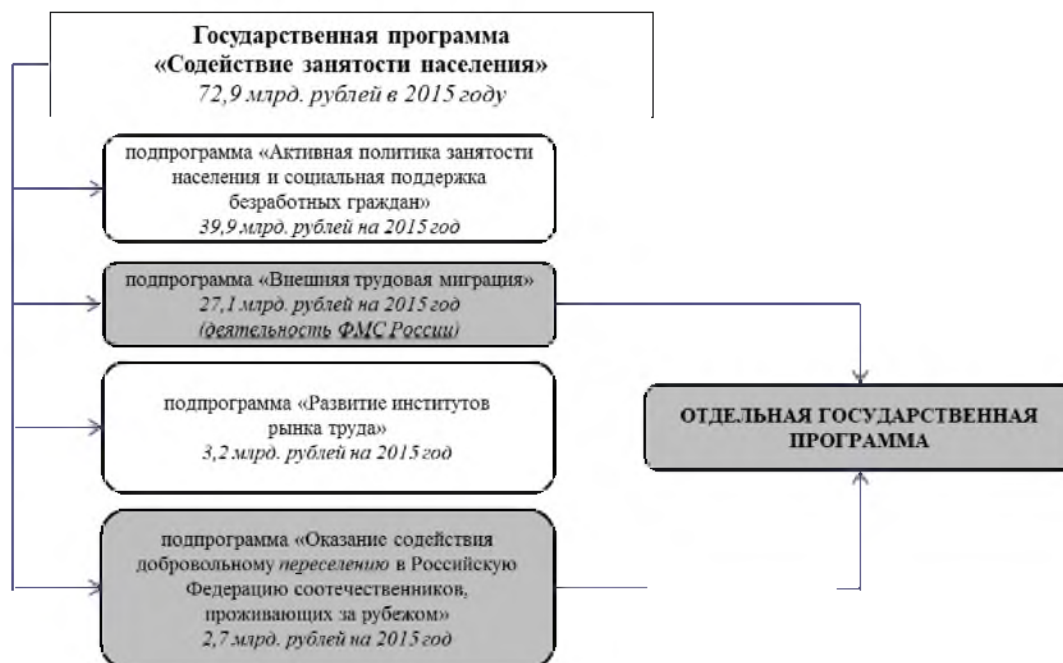 Государственная программа
«Содействие занятости населения»
72,9 млрд. рублей в 2015 году
подпрограмма «Активная политика занятости
населения и социальная поддержка
безработных граждан»
39,9 млрд. рублей на 2015 год
подпрограмма «Внешняя трудовая миграция»
27,1 млрд. рублей на 2015 год
(деятельность ФМС России)
подпрограмма «Развитие институтов
рынка труда»
3,2 млрд. рублей на 2015 год
ОТДЕЛЬНАЯ ГОСУДАРСТВЕННАЯ
ПРОГРАММА
подпрограмма «Оказание содействия
добровольному переселению в Российскую
Федерацию соотечественников,
проживающих за рубежом»
2,7 млрд. рублей на 2015 год